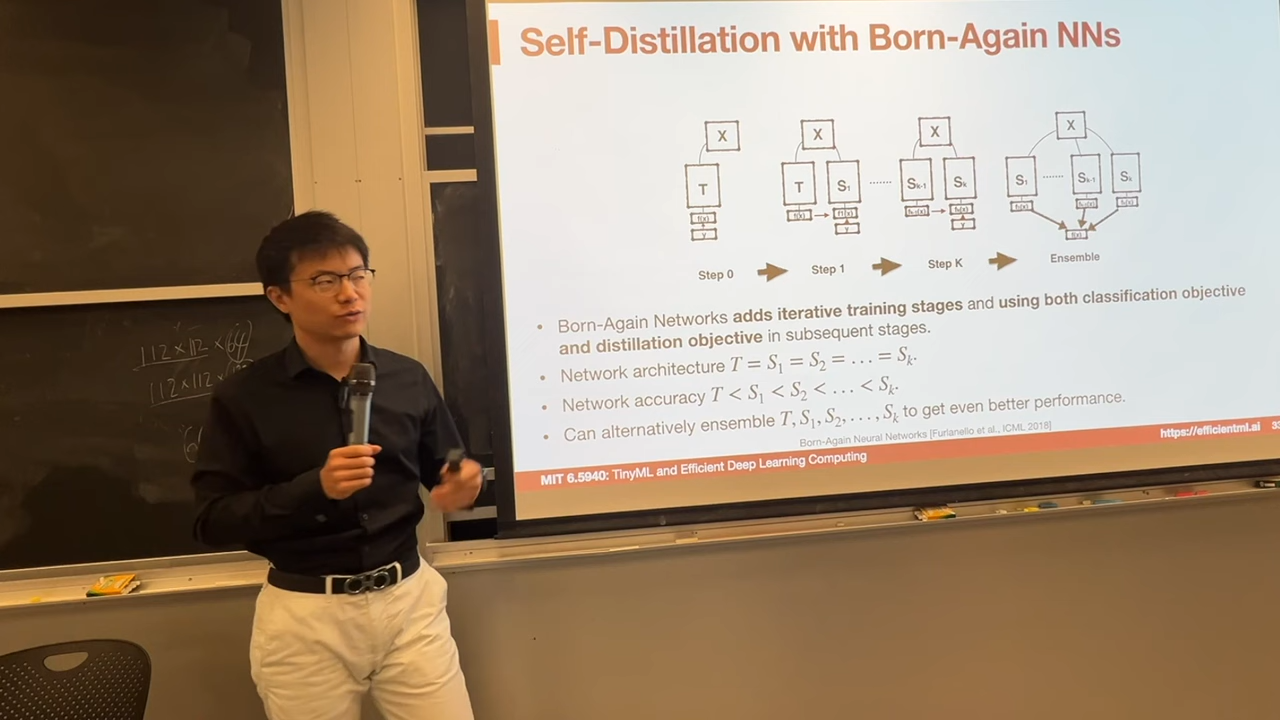 Self-Distillation with Born-Again NNs
X X X X
T T S₁ ........ Sₖ₋₁ Sₖ S₁ ........ Sₖ₋₁ Sₖ
f(x)
Y Y Y
Step 0 Step 1 Step K Ensemble
• Born-Again Networks adds iterative training stages and using both classification objective
and distillation objective in subsequent stages.
• Network architecture T = S₁ = S₂ = … = Sₖ.
• Network accuracy T < S₁ < S₂ < … < Sₖ.
• Can alternatively ensemble T, S₁, S₂, …, Sₖ to get even better performance.
Born-Again Neural Networks [Furlanello et al., ICML 2018]
MIT 6.5940: TinyML and Efficient Deep Learning Computing
https://efficientml.ai
112×112×64
112×112×